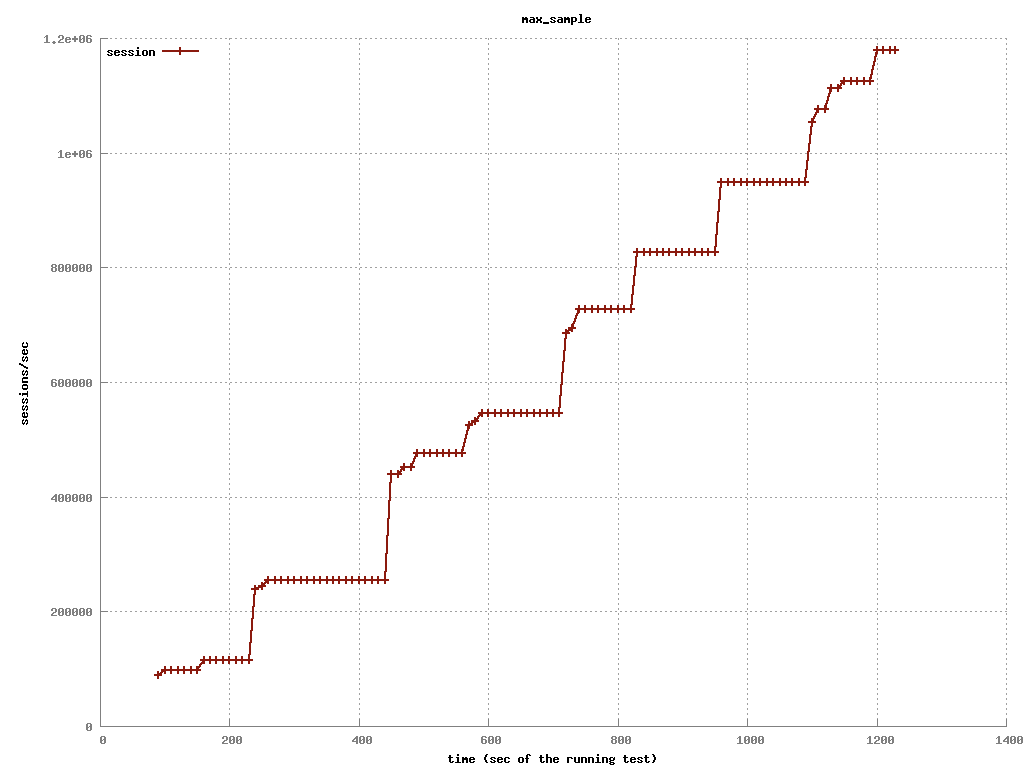 max_sample
1.2e+06
session
1e+06
800000
sessions/sec
600000
400000
200000
0
0 200 400 600 800 1000 1200 1400
time (sec of the running test)